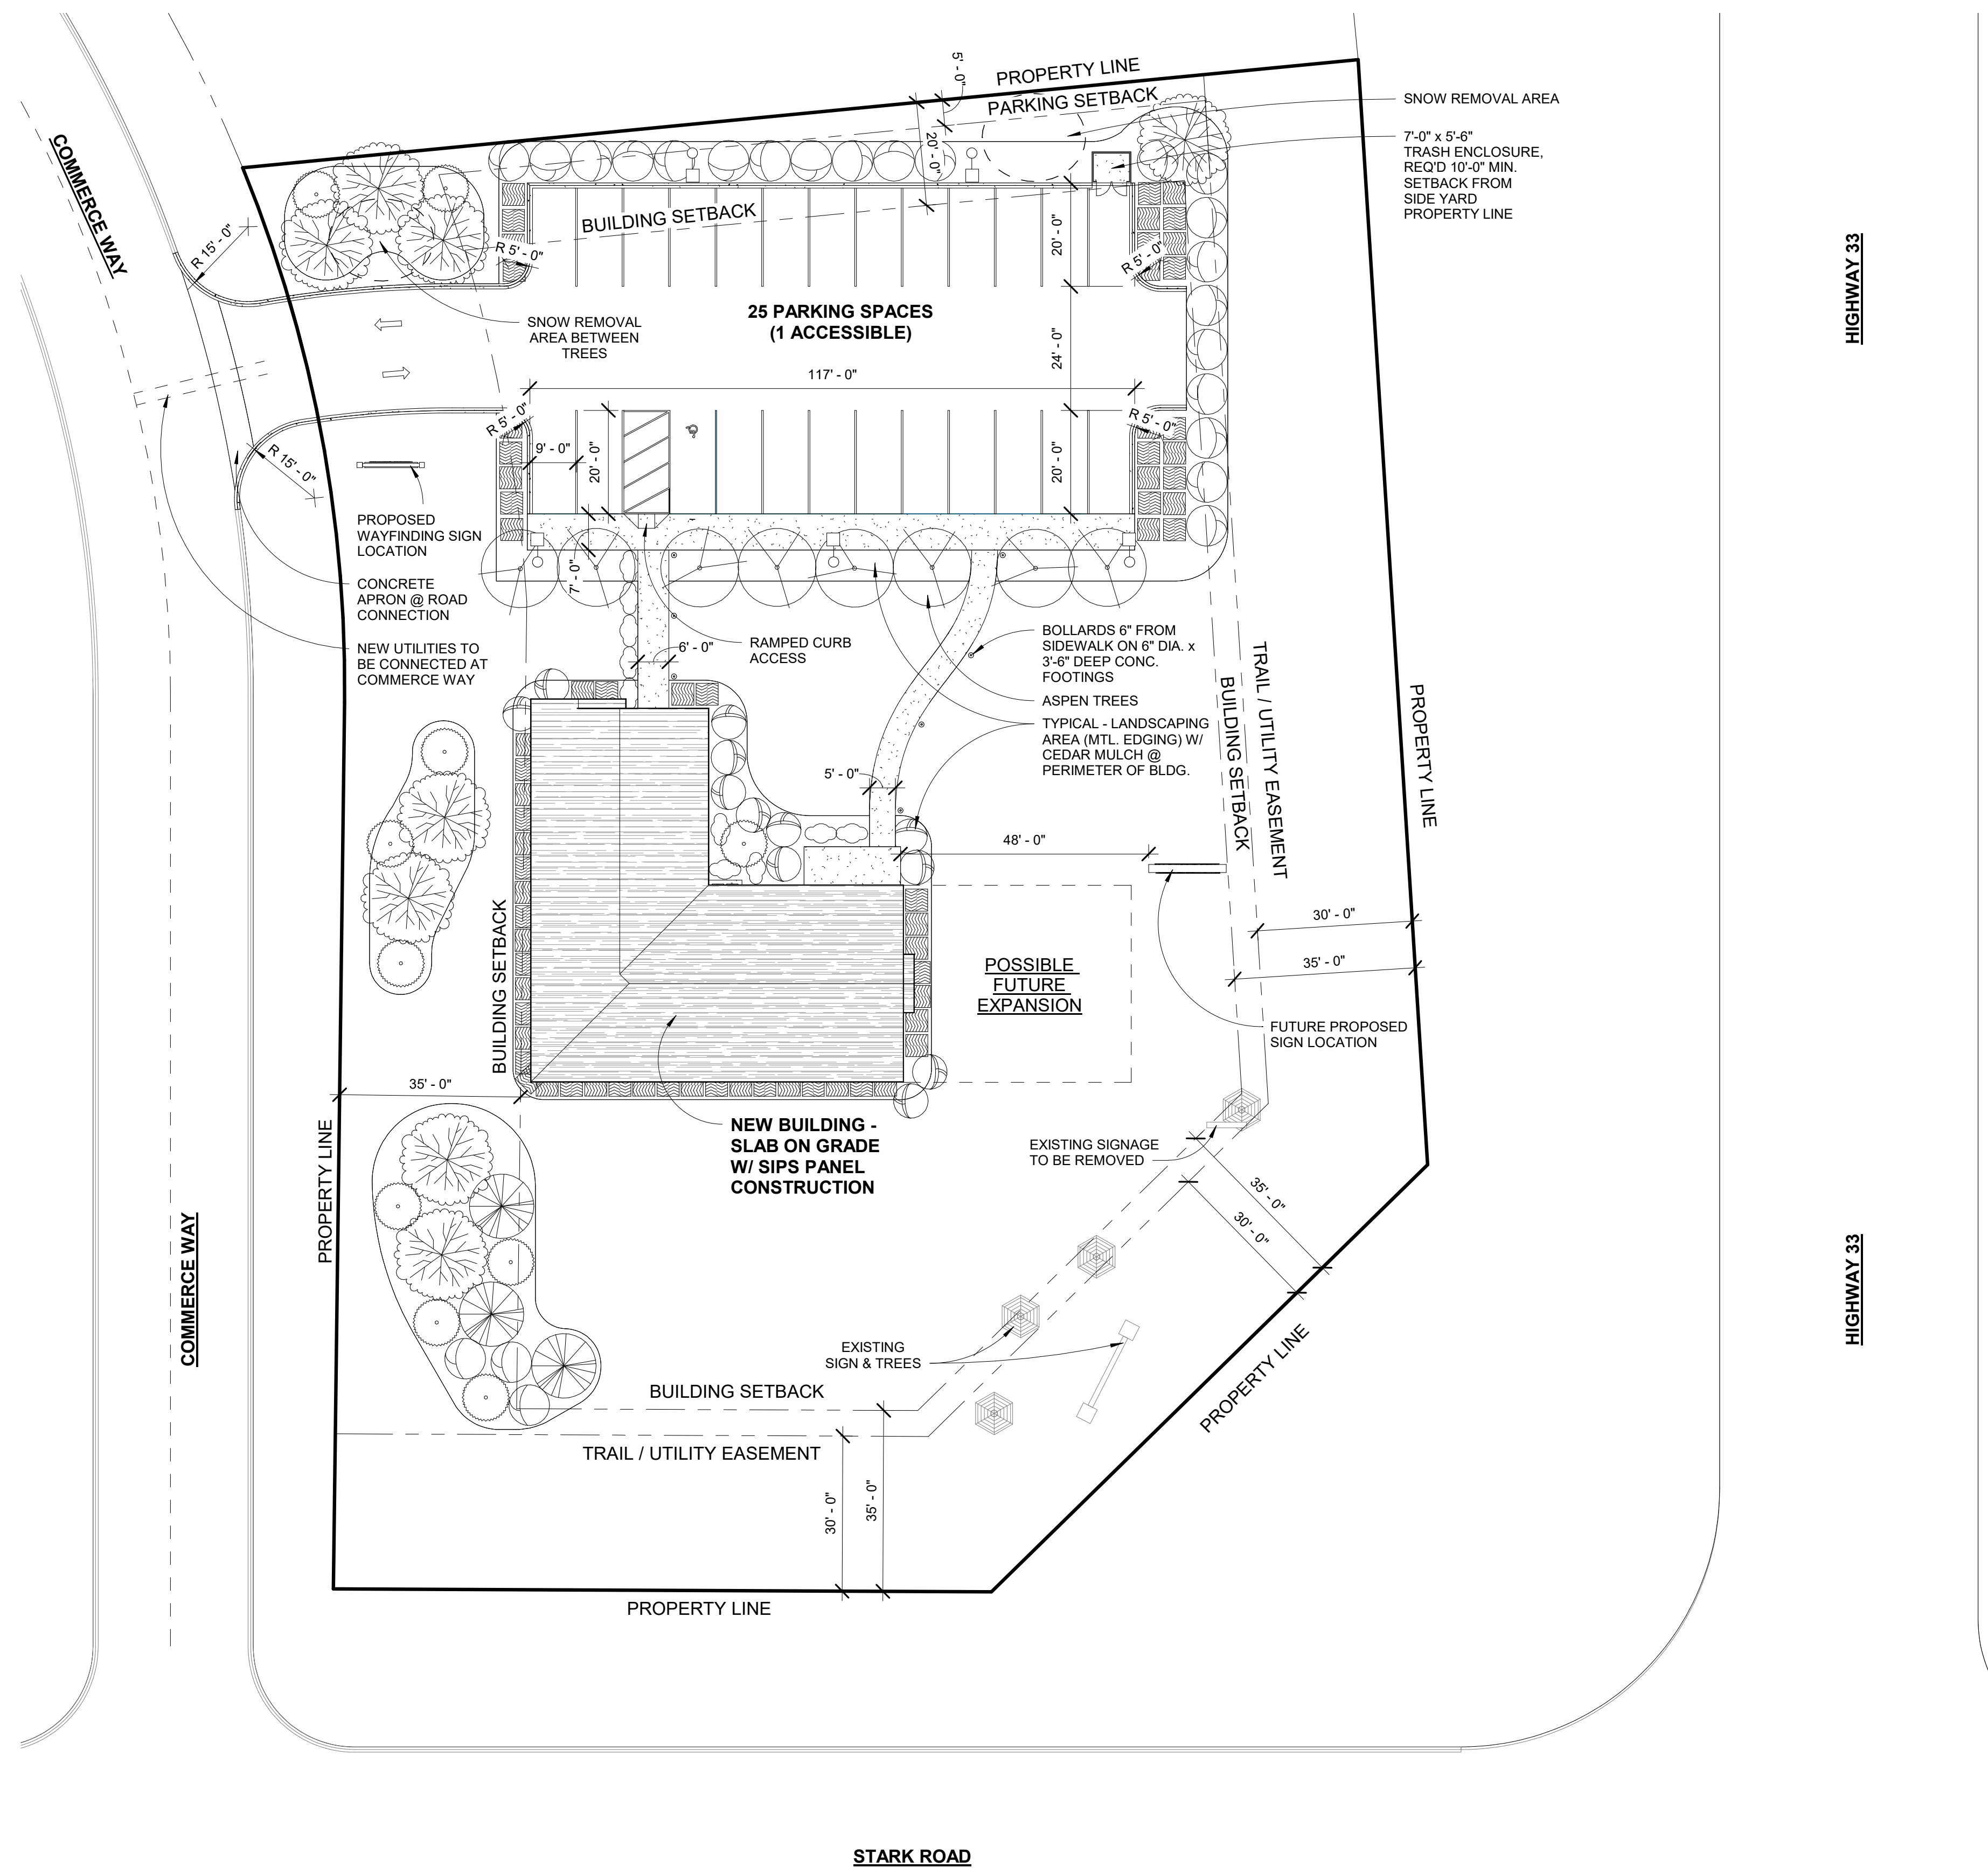 5' - 0"
PROPERTY LINE
PARKING SETBACK
SNOW REMOVAL AREA
7'-0" x 5'-6"
TRASH ENCLOSURE,
REQ'D 10'-0" MIN.
SETBACK FROM
SIDE YARD
PROPERTY LINE
COMMERCE WAY
20' - 0"
BUILDING SETBACK
R 15' - 0"
R 5' - 0"
20' - 0"
R 5' - 0"
HIGHWAY 33
25 PARKING SPACES
(1 ACCESSIBLE)
SNOW REMOVAL
AREA BETWEEN
TREES
24' - 0"
117' - 0"
R 5' - 0"
R 5' - 0"
9' - 0"
20' - 0"
20' - 0"
R 15' - 0"
PROPOSED
WAYFINDING SIGN
LOCATION
7' - 0"
CONCRETE
APRON @ ROAD
CONNECTION
NEW UTILITIES TO
BE CONNECTED AT
COMMERCE WAY
6' - 0"
RAMPED CURB
ACCESS
BOLLARDS 6" FROM
SIDEWALK ON 6" DIA. x
3'-6" DEEP CONC.
FOOTINGS
ASPEN TREES
TYPICAL - LANDSCAPING
AREA (MTL. EDGING) W/
CEDAR MULCH @
PERIMETER OF BLDG.
TRAIL / UTILITY EASEMENT
BUILDING SETBACK
PROPERTY LINE
5' - 0"
48' - 0"
30' - 0"
35' - 0"
POSSIBLE
FUTURE
EXPANSION
BUILDING SETBACK
FUTURE PROPOSED
SIGN LOCATION
35' - 0"
PROPERTY LINE
NEW BUILDING -
SLAB ON GRADE
W/ SIPS PANEL
CONSTRUCTION
EXISTING SIGNAGE
TO BE REMOVED
35' - 0"
30' - 0"
COMMERCE WAY
HIGHWAY 33
EXISTING
SIGN & TREES
PROPERTY LINE
BUILDING SETBACK
TRAIL / UTILITY EASEMENT
30' - 0"
35' - 0"
PROPERTY LINE
STARK ROAD